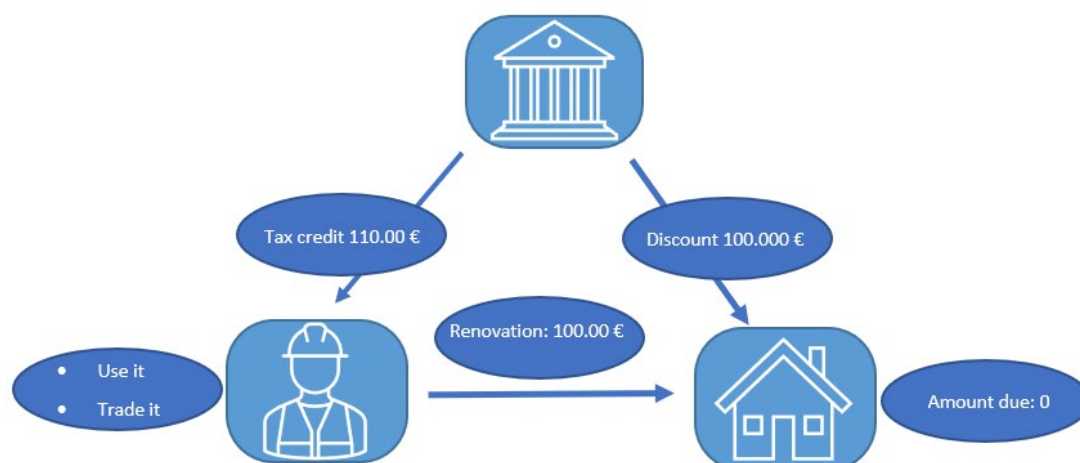 Tax credit 110.00 €
Discount 100.000 €
Renovation: 100.00 €
• Use it
• Trade it
Amount due: 0